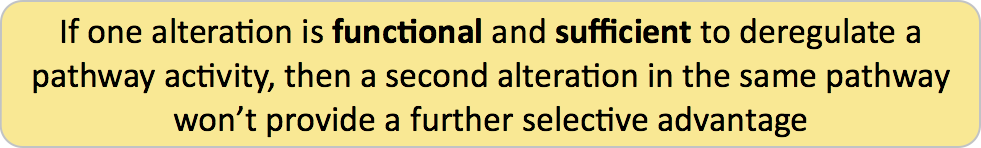 If one alteration is functional and sufficient to deregulate a
pathway activity, then a second alteration in the same pathway
won’t provide a further selective advantage